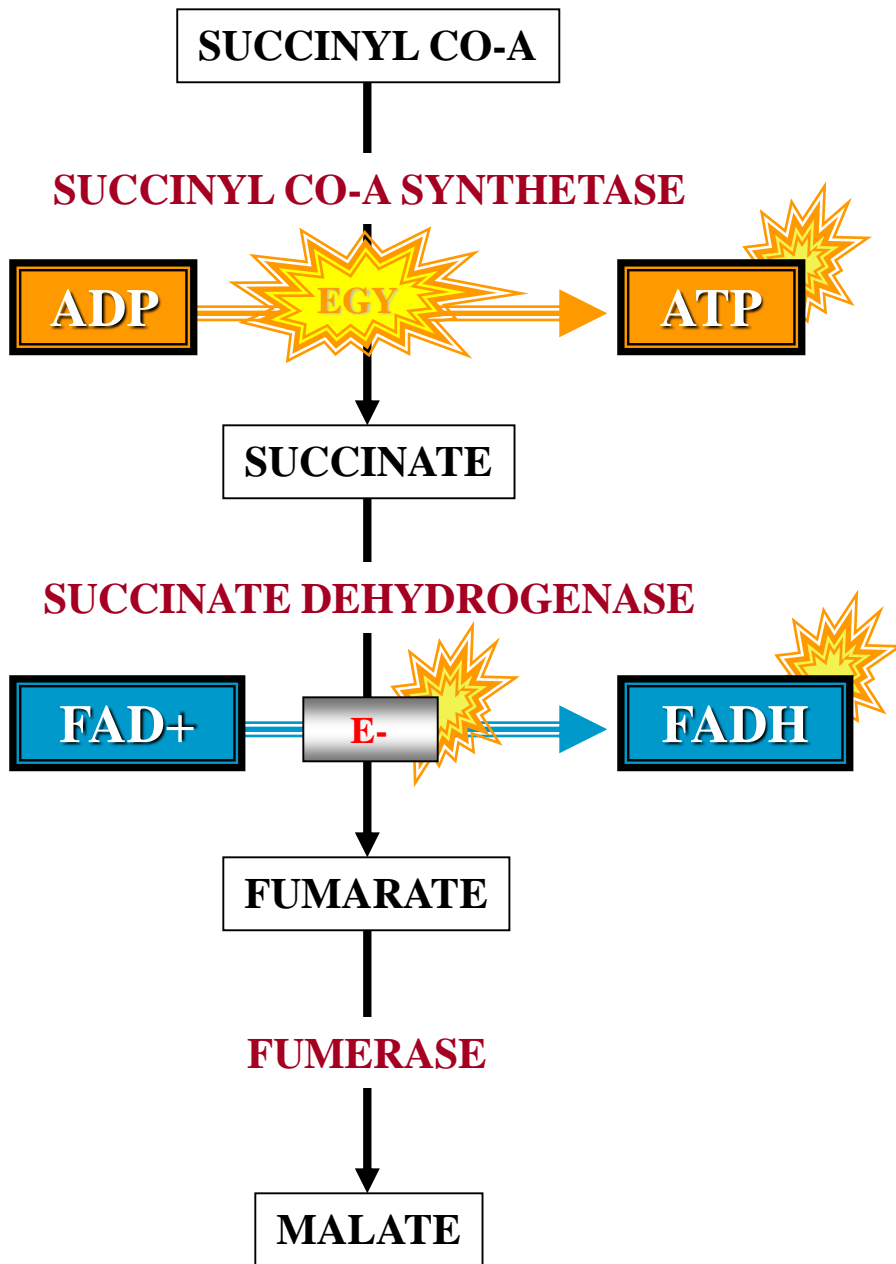 SUCCINYL CO-A
SUCCINYL CO-A SYNTHETASE
ADP EGY ATP
SUCCINATE
SUCCINATE DEHYDROGENASE
FAD+ E- FADH
FUMARATE
FUMERASE
MALATE